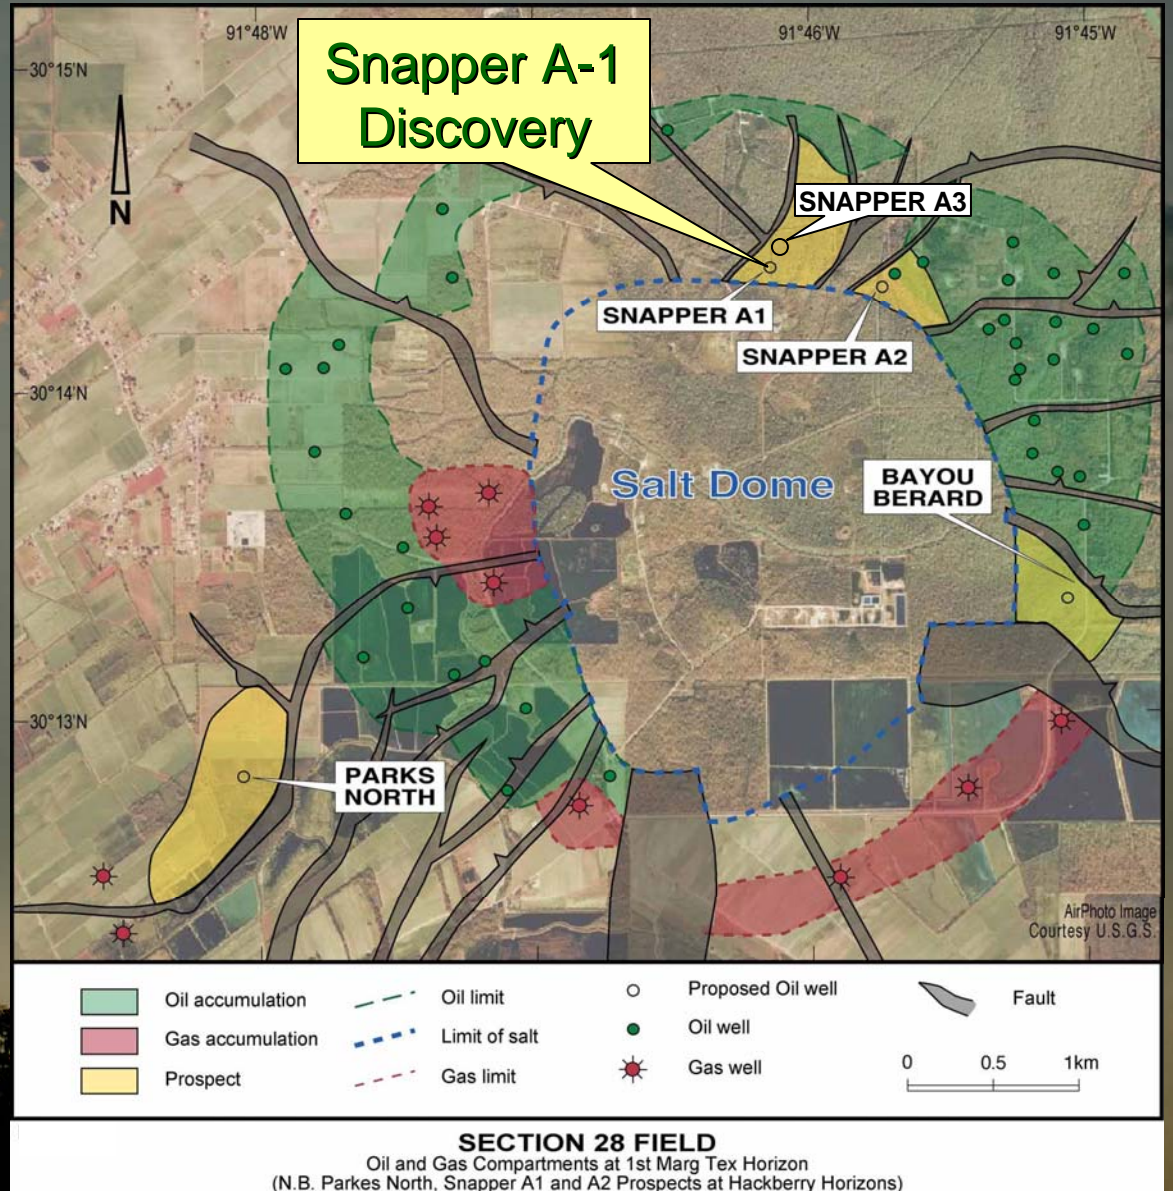 91°48'W
91°46'W
91°45'W
30°15'N
Snapper A-1
Discovery
N
SNAPPER A3
SNAPPER A1
SNAPPER A2
30°14'N
Salt Dome
BAYOU
BERARD
30°13'N
PARKS
NORTH
AirPhoto Image
Courtesy U.S.G.S.
Oil accumulation
Gas accumulation
Prospect
Oil limit
Limit of salt
Gas limit
Proposed Oil well
Oil well
Gas well
Fault
0 0.5 1km
SECTION 28 FIELD
Oil and Gas Compartments at 1st Marg Tex Horizon
(N.B. Parkes North, Snapper A1 and A2 Prospects at Hackberry Horizons)